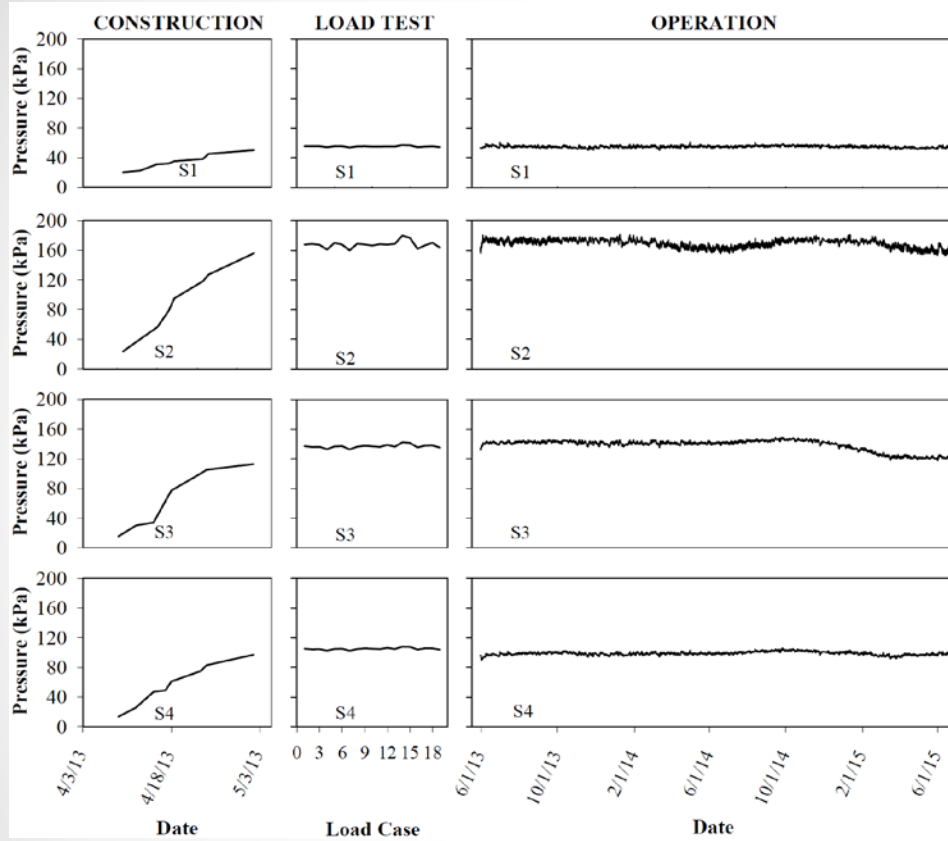 CONSTRUCTION LOAD TEST OPERATION
Pressure (kPa)
200
160
120
80
40
0
S1 S1 S1
Pressure (kPa)
200
160
120
80
40
0
S2 S2 S2
Pressure (kPa)
200
160
120
80
40
0
S3 S3 S3
Pressure (kPa)
200
160
120
80
40
0
S4 S4 S4
4/3/13 4/18/13 5/3/13 0 3 6 9 12 15 18 6/1/13 10/1/13 2/1/14 6/1/14 10/1/14 2/1/15 6/1/15
Date Load Case Date